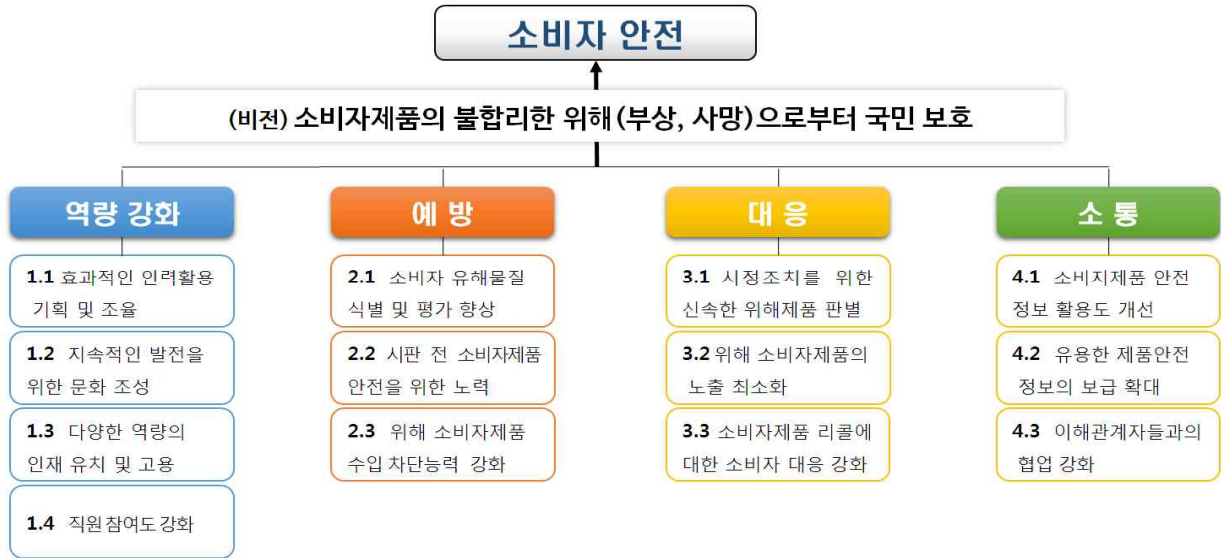 소비자 안전
(비전) 소비자제품의 불합리한 위해(부상, 사망)으로부터 국민 보호
역량 강화
1.1 효과적인 인력활용
기획 및 조율
1.2 지속적인 발전을
위한 문화 조성
1.3 다양한 역량의
인재 유치 및 고용
1.4 직원참여도강화
예 방
2.1 소비자 유해물질
식별 및 평가 향상
2.2 시판 전 소비자제품
안전을 위한 노력
2.3 위해 소비자제품
수입 차단능력 강화
대 응
3.1 시정조치를 위한
신속한 위해제품 판별
3.2 위해 소비자제품의
노출 최소화
3.3 소비자제품 리콜에
대한 소비자 대응 강화
소 통
4.1 소비지제품 안전
정보 활용도 개선
4.2 유용한 제품안전
정보의 보급 확대
4.3 이해관계자들과의
협업 강화